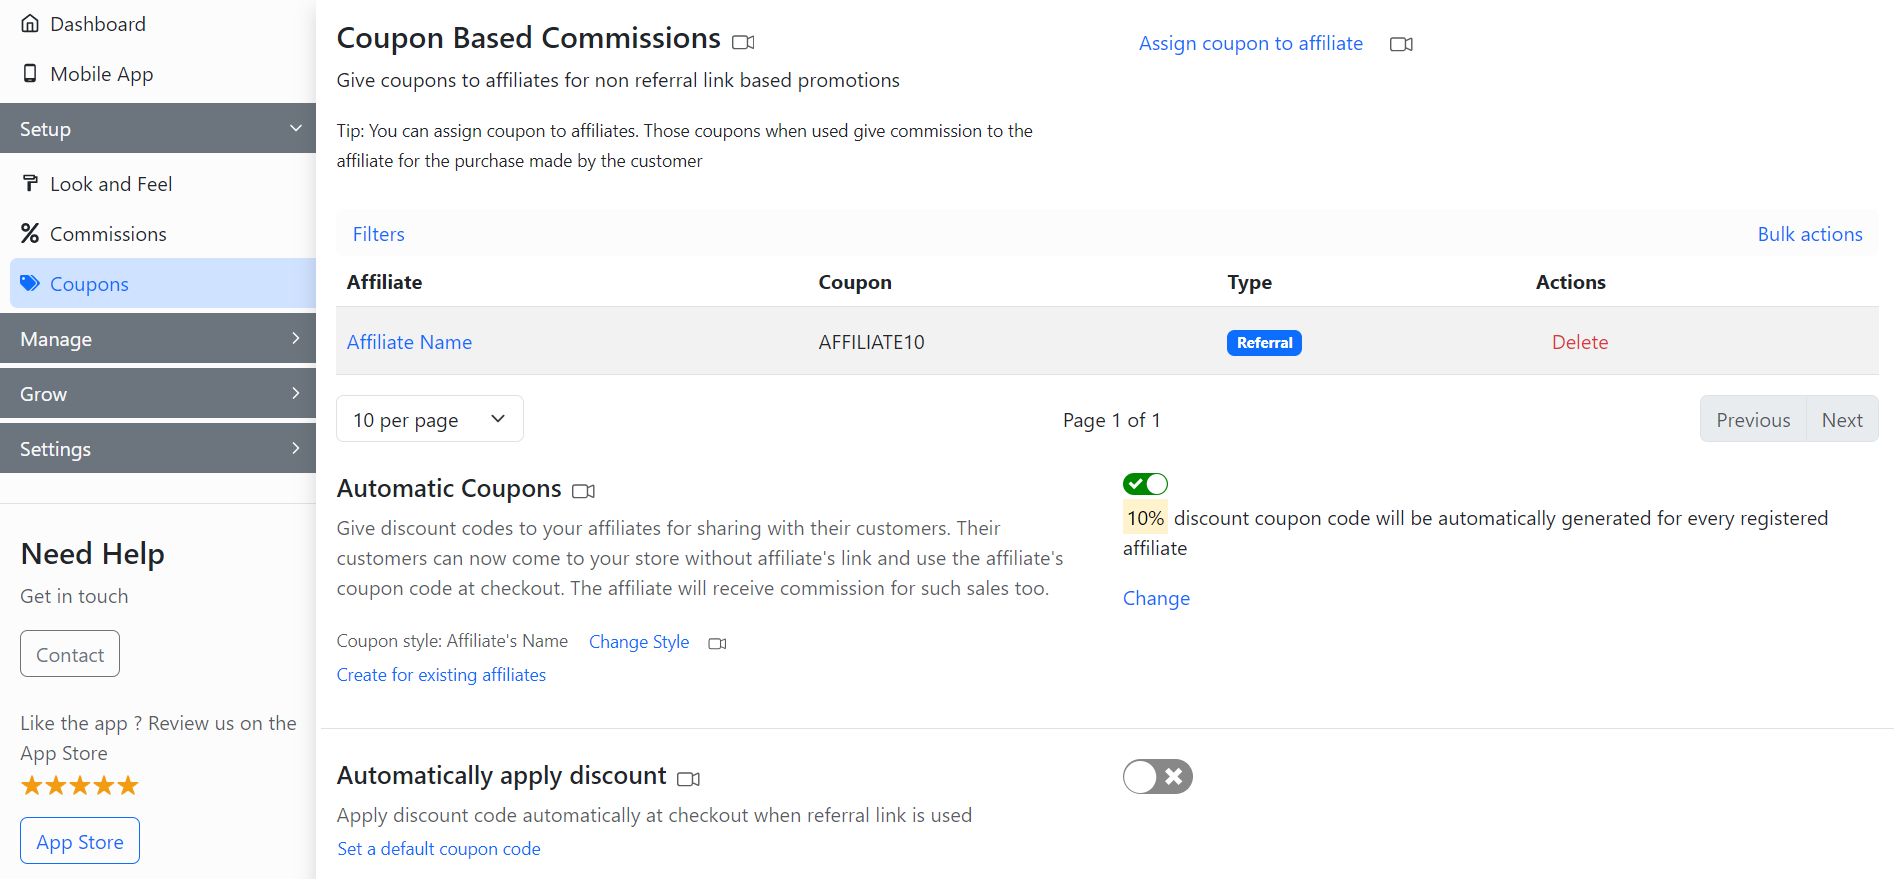 Dashboard
Mobile App
Setup
Look and Feel
Commissions
Coupons
Manage
Grow
Settings
Need Help
Get in touch
Contact
Like the app ? Review us on the
App Store
App Store
Coupon Based Commissions
Assign coupon to affiliate
Give coupons to affiliates for non referral link based promotions
Tip: You can assign coupon to affiliates. Those coupons when used give commission to the
affiliate for the purchase made by the customer
Filters
Bulk actions
Affiliate Coupon Type Actions
Affiliate Name AFFILIATE10 Referral Delete
10 per page
Page 1 of 1
Previous Next
Automatic Coupons
Give discount codes to your affiliates for sharing with their customers. Their
customers can now come to your store without affiliate's link and use the affiliate's
coupon code at checkout. The affiliate will receive commission for such sales too.
Coupon style: Affiliate's Name Change Style
Create for existing affiliates
10% discount coupon code will be automatically generated for every registered
affiliate
Change
Automatically apply discount
Apply discount code automatically at checkout when referral link is used
Set a default coupon code